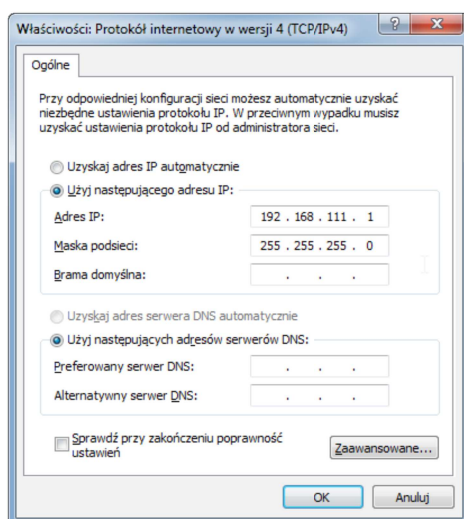 Właściwości: Protokół internetowy w wersji 4 (TCP/IPv4)
Ogólne
Przy odpowiedniej konfiguracji sieci możesz automatycznie uzyskać
niezbędne ustawienia protokołu IP. W przeciwnym wypadku musisz
uzyskać ustawienia protokołu IP od administratora sieci.
Uzyskaj adres IP automatycznie
Użyj następującego adresu IP:
Adres IP: 192 . 168 . 111 . 1
Maska podsieci: 255 . 255 . 255 . 0
Brama domyślna: . . .
Uzyskaj adres serwera DNS automatycznie
Użyj następujących adresów serwerów DNS:
Preferowany serwer DNS: . . .
Alternatywny serwer DNS: . . .
Sprawdź przy zakończeniu poprawność
ustawień
Zaawansowane...
OK Anuluj